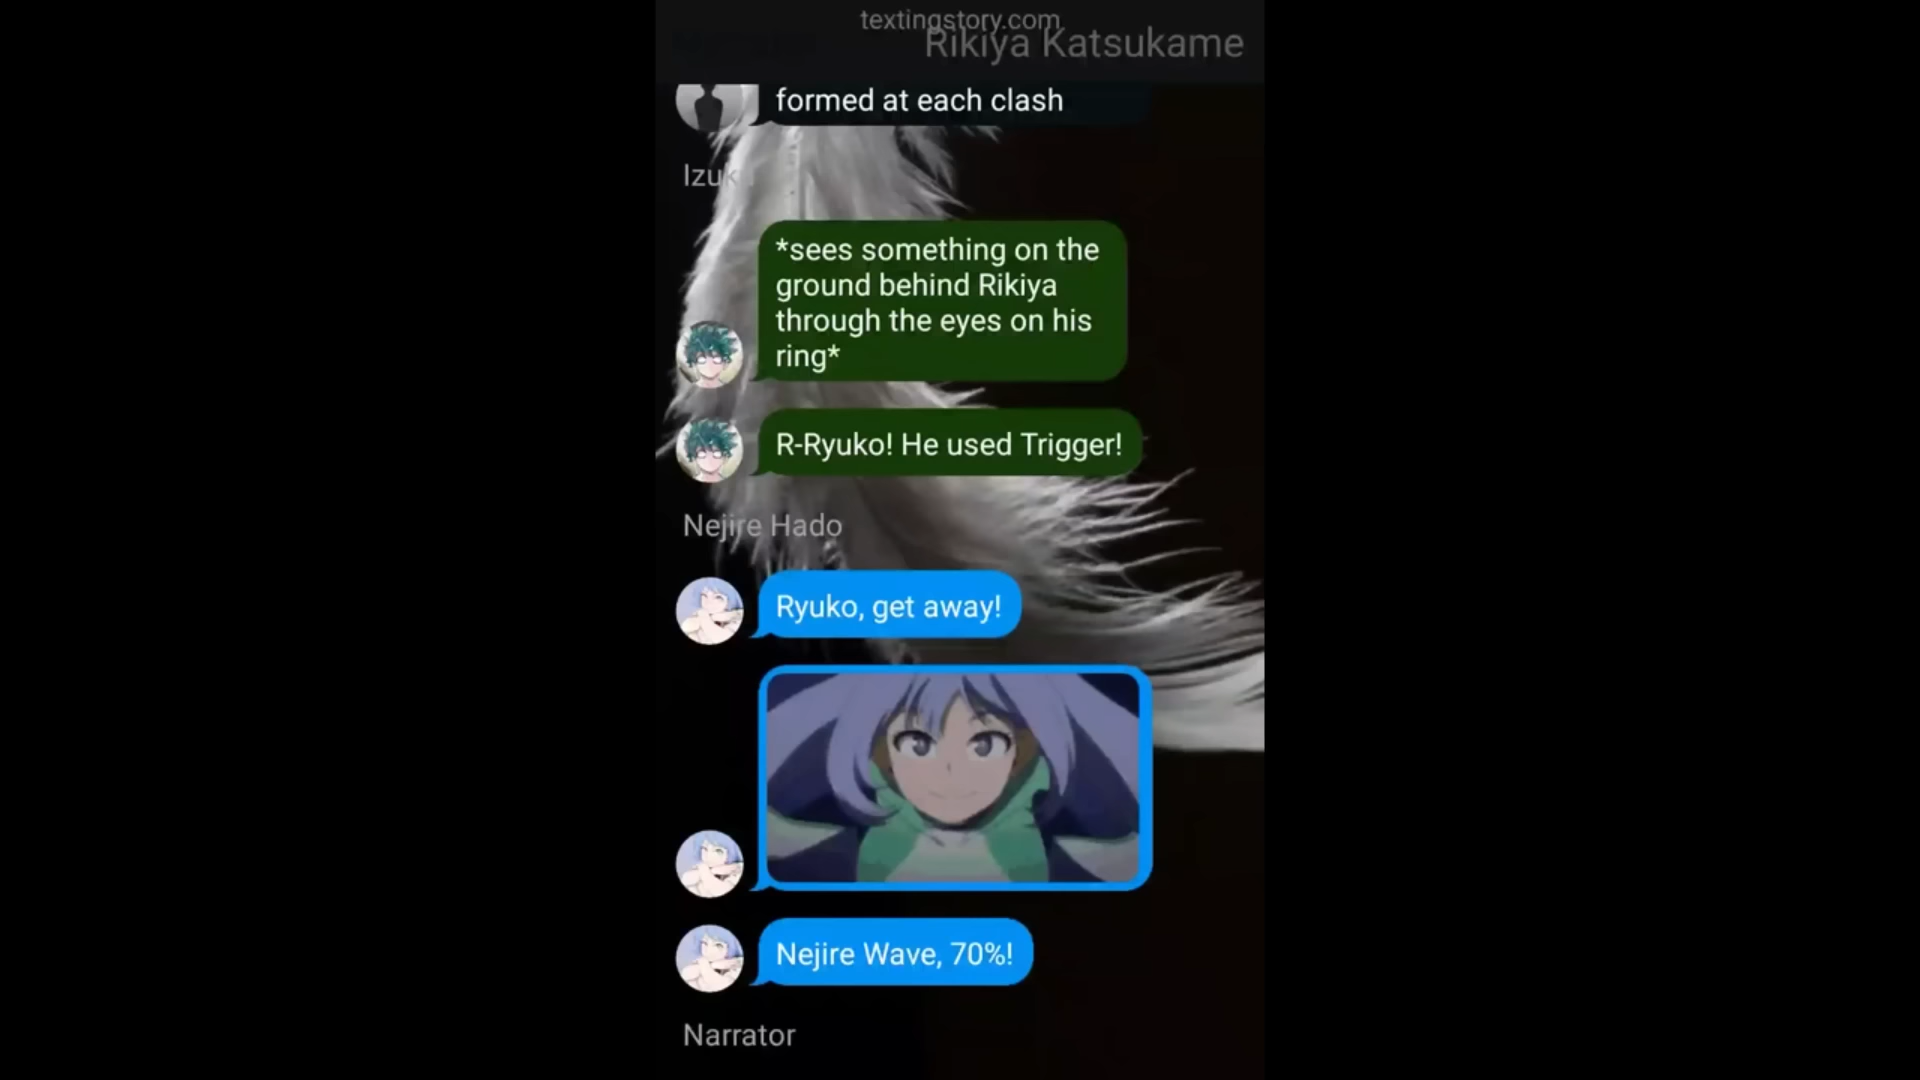 textingstory.com
Rikiya Katsukame
formed at each clash
Izuku
*sees something on the
ground behind Rikiya
through the eyes on his
ring*
R-Ryuko! He used Trigger!
Nejire Hado
Ryuko, get away!
Nejire Wave, 70%!
Narrator